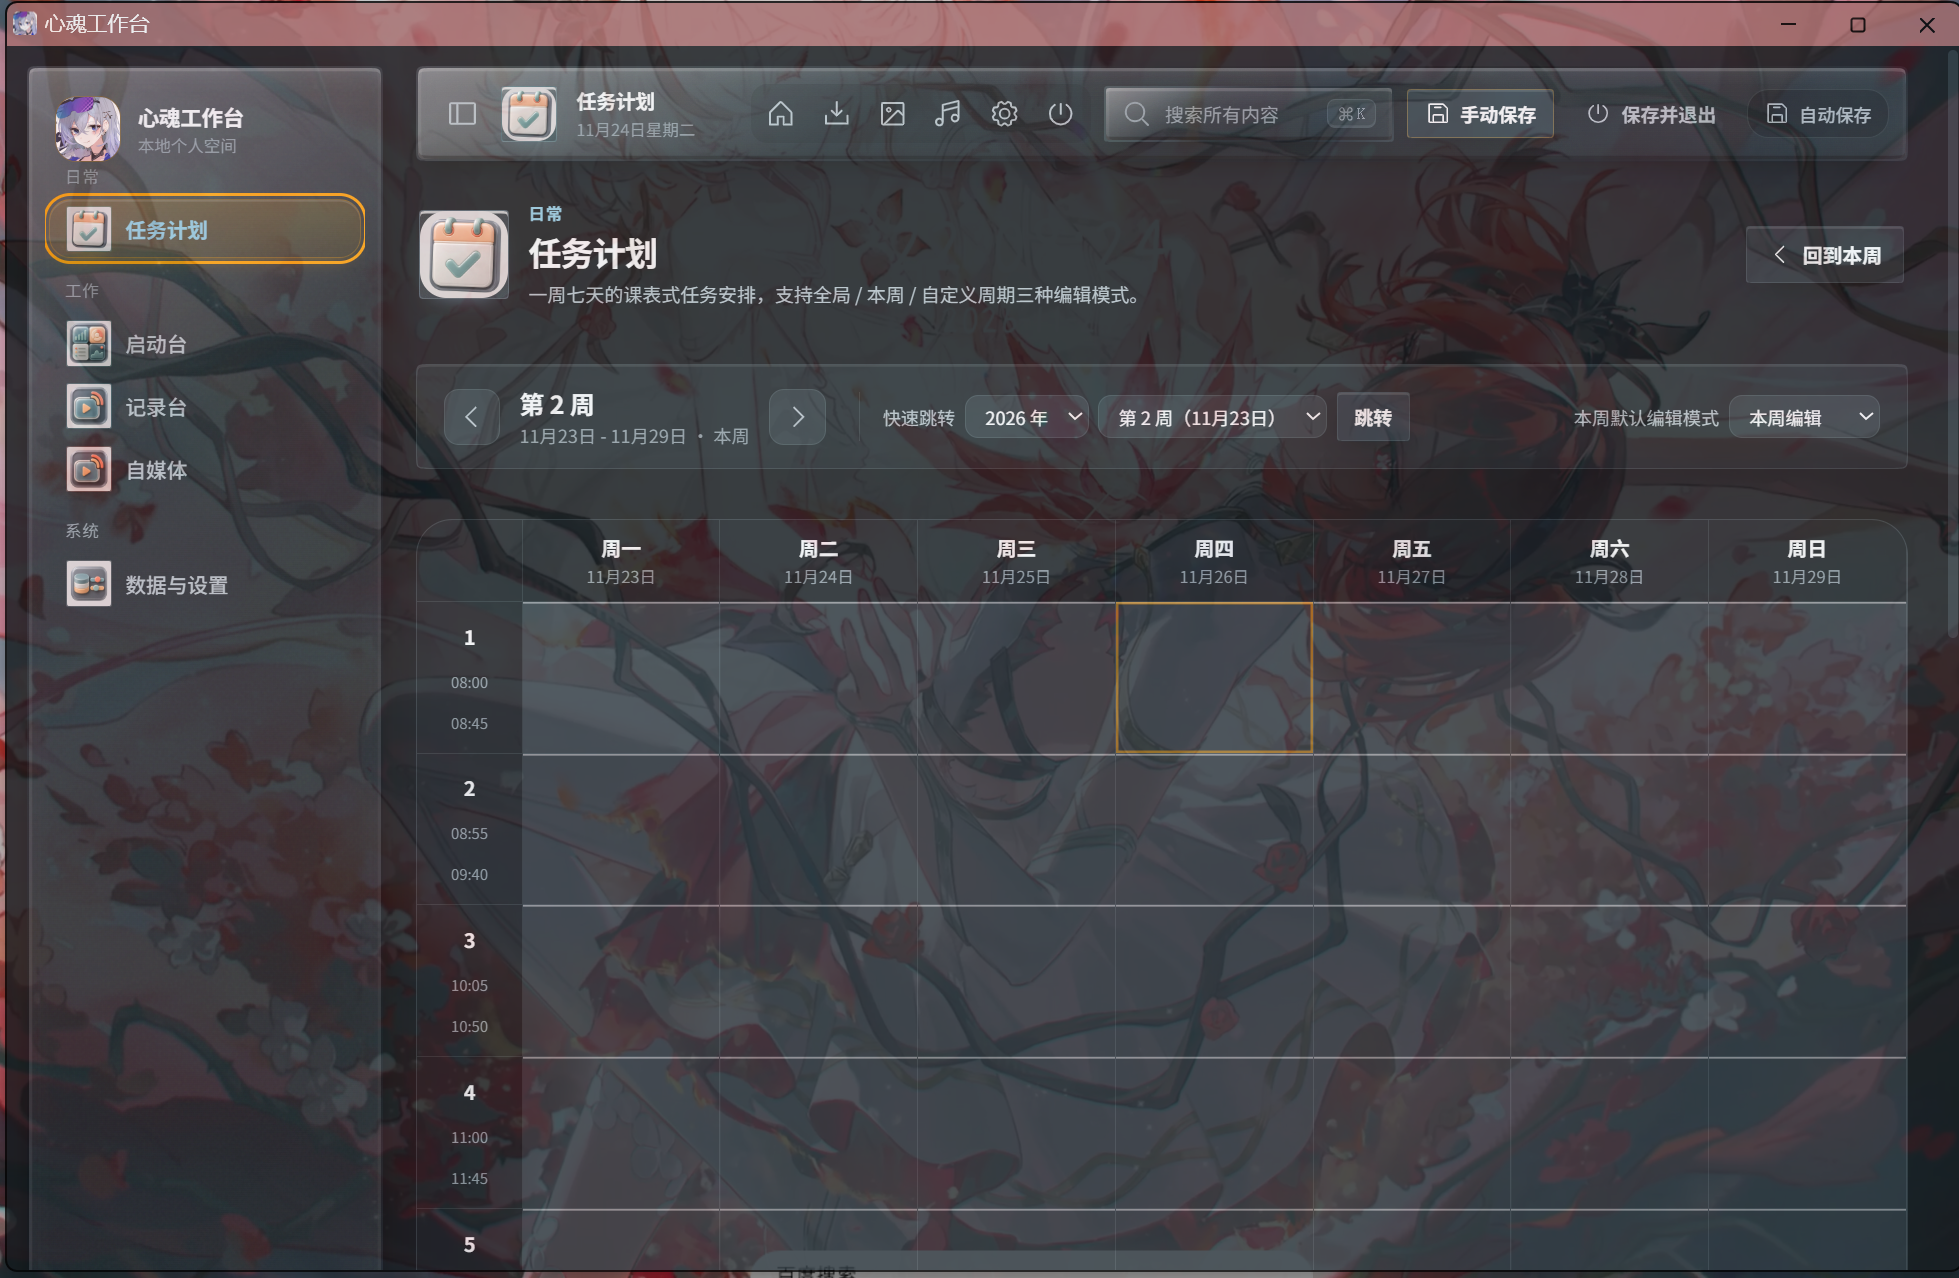 心魂工作台
心魂工作台
本地个人空间
日常
任务计划
工作
启动台
记录台
自媒体
系统
数据与设置
任务计划
11月24日星期二
搜索所有内容 ⌘K
手动保存
保存并退出
自动保存
日常
任务计划
一周七天的课表式任务安排，支持全局 / 本周 / 自定义周期三种编辑模式。
回到本周
第 2 周
11月23日 - 11月29日 · 本周
快速跳转 2026 年 第 2 周（11月23日） 跳转
本周默认编辑模式 本周编辑
周一 周二 周三 周四 周五 周六 周日
11月23日 11月24日 11月25日 11月26日 11月27日 11月28日 11月29日
1
08:00
08:45
2
08:55
09:40
3
10:05
10:50
4
11:00
11:45
5
百度搜索